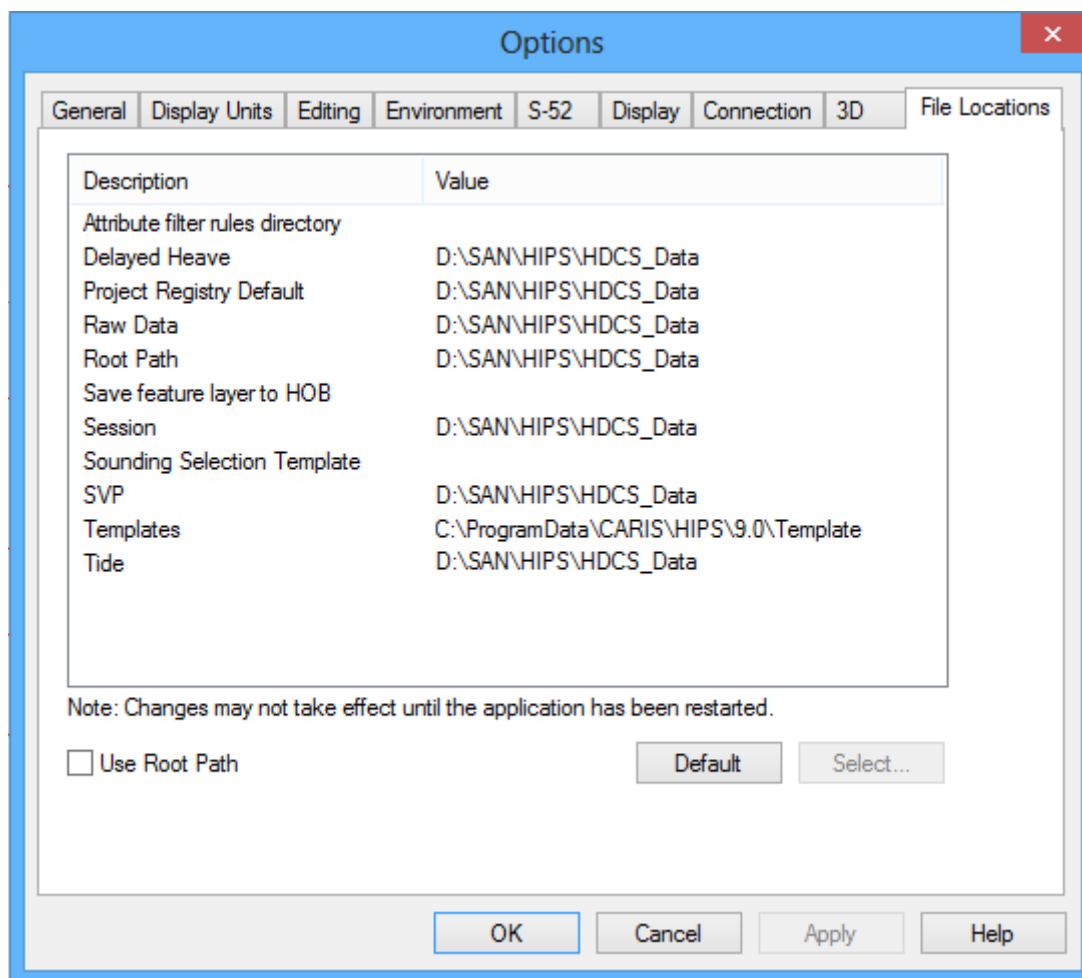 Options
General Display Units Editing Environment S-52 Display Connection 3D File Locations
Description Value
Attribute filter rules directory
Delayed Heave D:\SAN\HIPS\HDCS_Data
Project Registry Default D:\SAN\HIPS\HDCS_Data
Raw Data D:\SAN\HIPS\HDCS_Data
Root Path D:\SAN\HIPS\HDCS_Data
Save feature layer to HOB
Session D:\SAN\HIPS\HDCS_Data
Sounding Selection Template
SVP D:\SAN\HIPS\HDCS_Data
Templates C:\ProgramData\CARIS\HIPS\9.0\Template
Tide D:\SAN\HIPS\HDCS_Data
Note: Changes may not take effect until the application has been restarted.
Use Root Path Default Select...
OK Cancel Apply Help